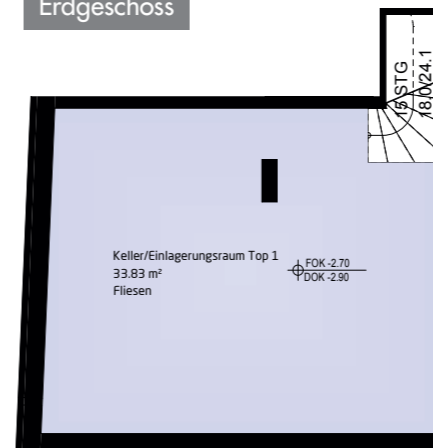 Erdgeschoss
15 STG
18.0/24.1
Keller/Einlagerungsraum Top 1
33.83 m²
Fliesen
FOK -2.70
DOK -2.90